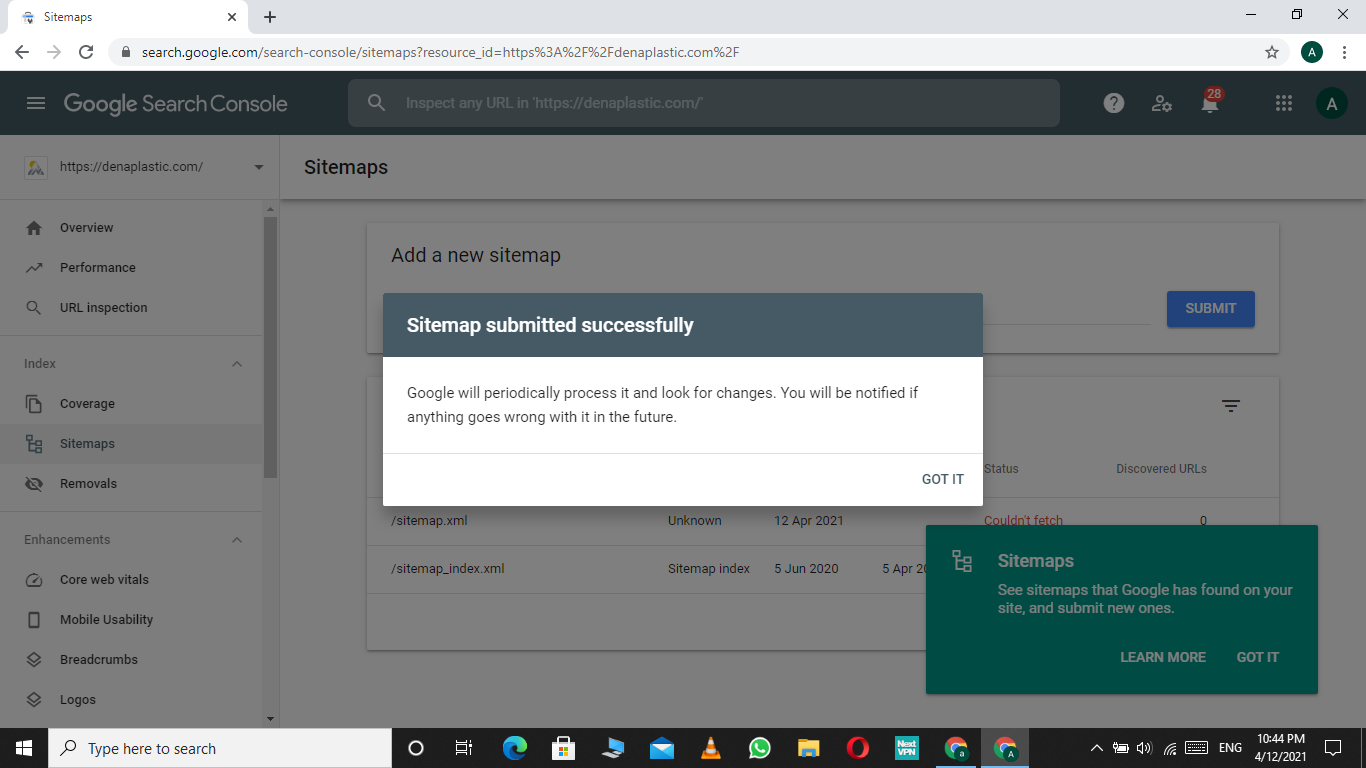 Sitemaps
search.google.com/search-console/sitemaps?resource_id=https%3A%2F%2Fdenaplastic.com%2F
A
Google Search Console
Inspect any URL in 'https://denaplastic.com/'
28
A
https://denaplastic.com/
Sitemaps
Overview
Performance
URL inspection
Index
Coverage
Sitemaps
Removals
Enhancements
Core web vitals
Mobile Usability
Breadcrumbs
Logos
Add a new sitemap
SUBMIT
Sitemap submitted successfully
Google will periodically process it and look for changes. You will be notified if
anything goes wrong with it in the future.
GOT IT
Status Discovered URLs
/sitemap.xml Unknown 12 Apr 2021 Couldn't fetch 0
/sitemap_index.xml Sitemap index 5 Jun 2020 5 Apr 20
Sitemaps
See sitemaps that Google has found on your
site, and submit new ones.
LEARN MORE GOT IT
Type here to search
Next
VPN
a
A
ENG
10:44 PM
4/12/2021